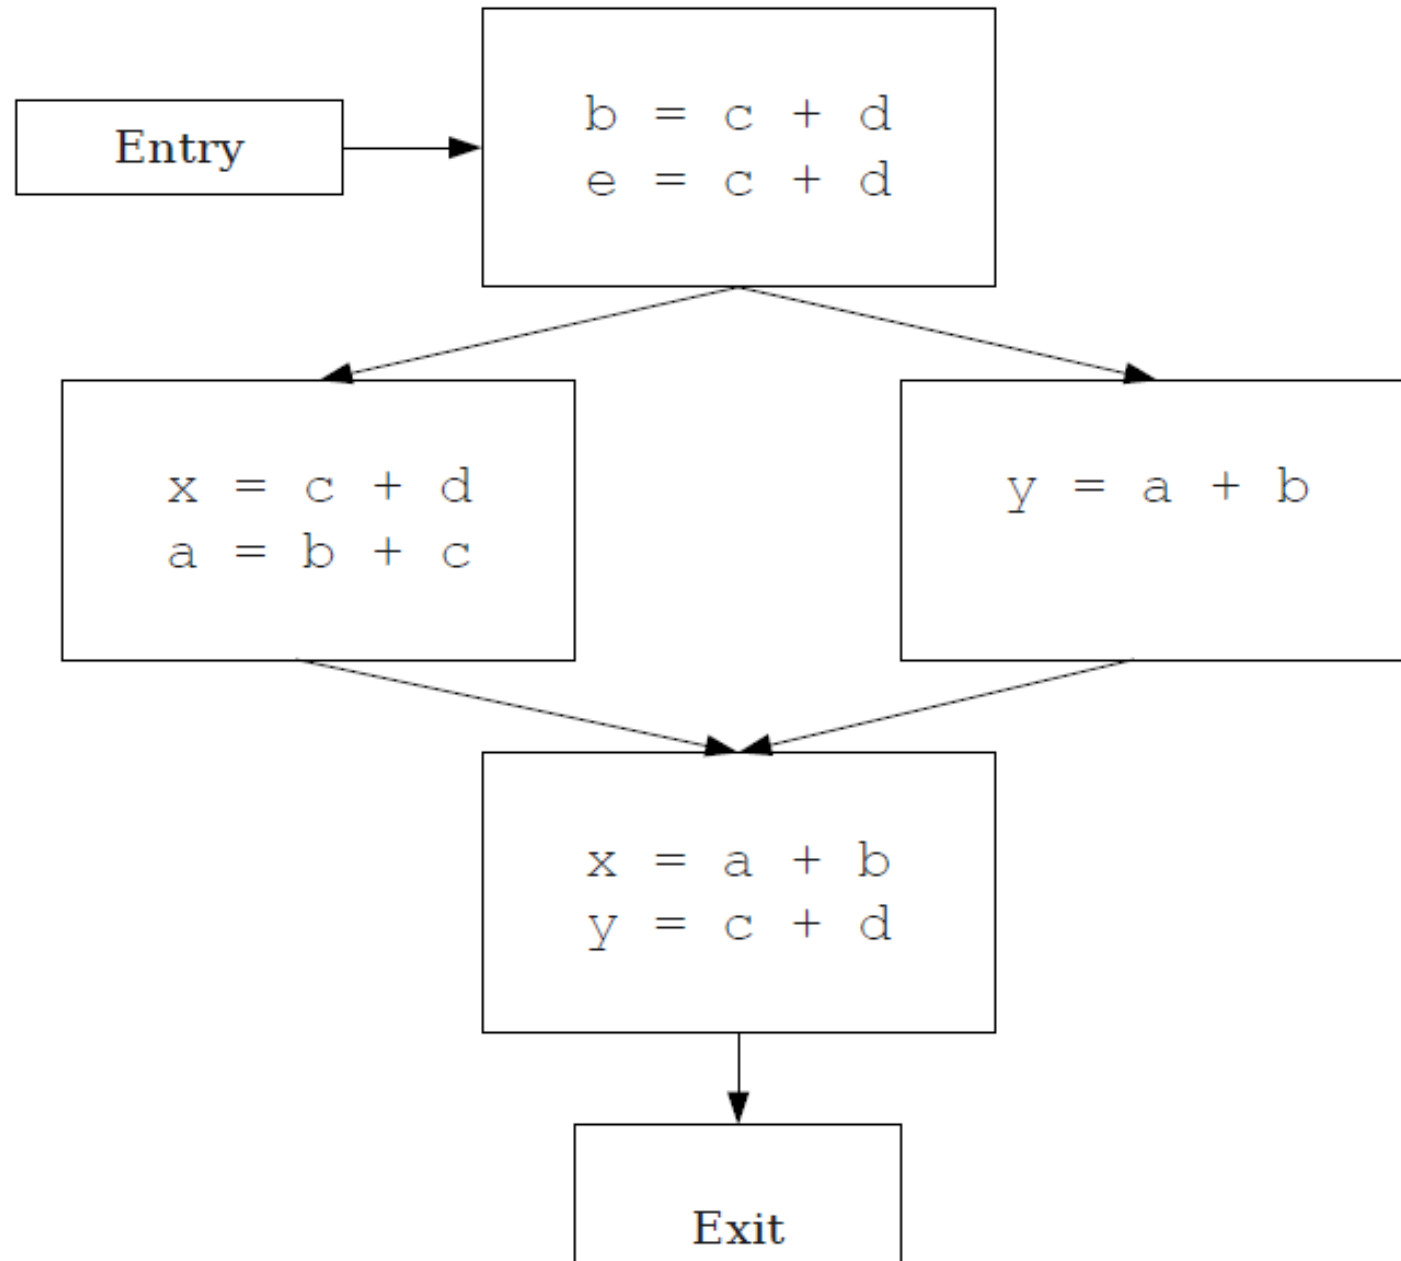 Entry
b = c + d
e = c + d
x = c + d
a = b + c
y = a + b
x = a + b
y = c + d
Exit